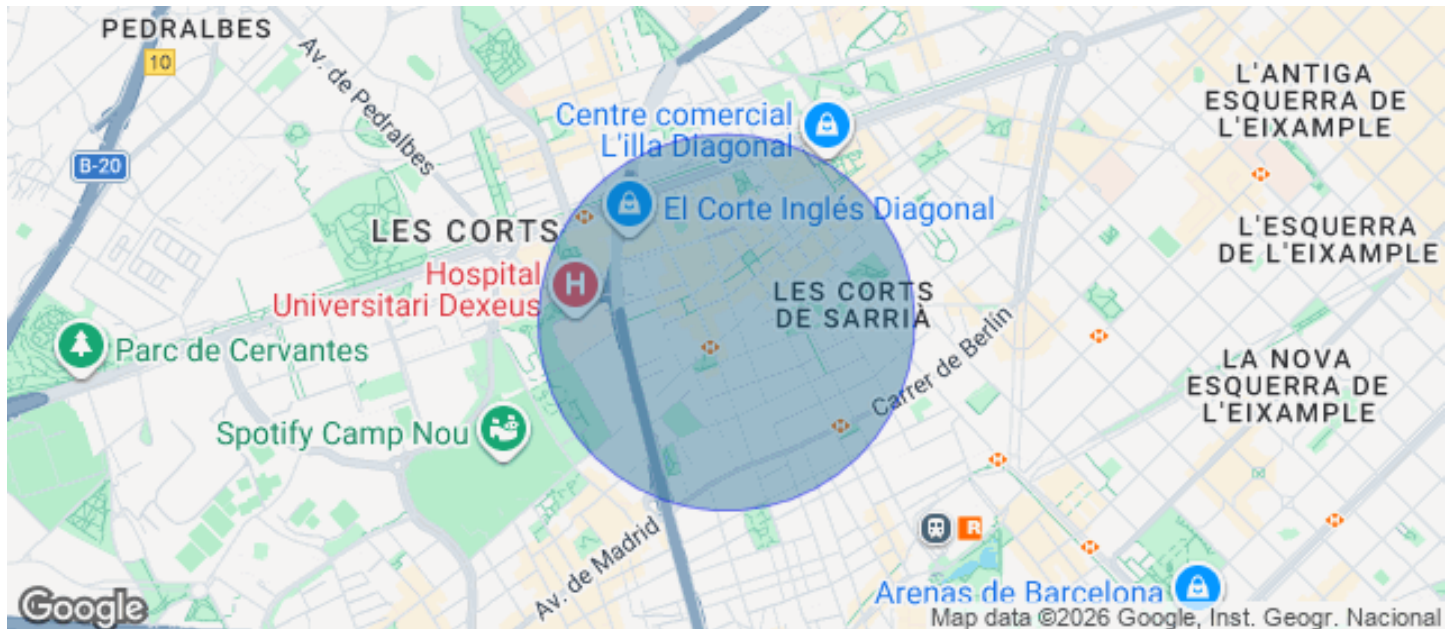 PEDRALBES
10
Av. de Pedralbes
B-20
L'ANTIGA
ESQUERRA DE
L'EIXAMPLE
Centre comercial
L'illa Diagonal
El Corte Inglés Diagonal
LES CORTS
L'ESQUERRA
DE L'EIXAMPLE
Hospital
Universitari Dexeus
H
LES CORTS
DE SARRIÀ
Parc de Cervantes
Carrer de Berlín
LA NOVA
ESQUERRA DE
L'EIXAMPLE
Spotify Camp Nou
Av. de Madrid
R
Arenas de Barcelona
Google
Map data ©2026 Google, Inst. Geogr. Nacional